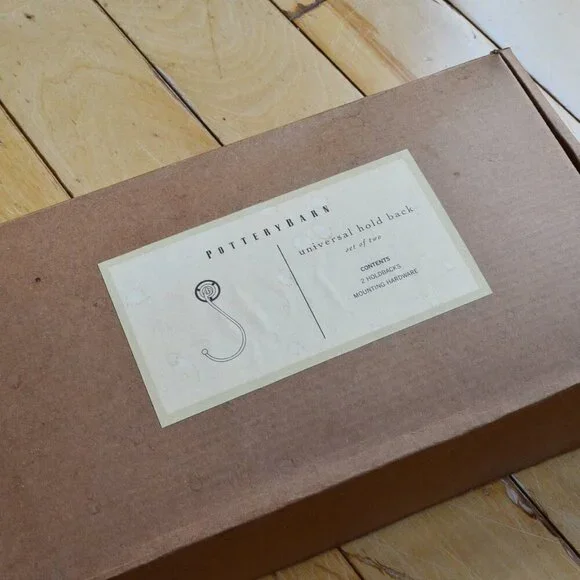 POTTERYBARN
universal hold back
set of two
CONTENTS
2 HOLDBACKS
MOUNTING HARDWARE